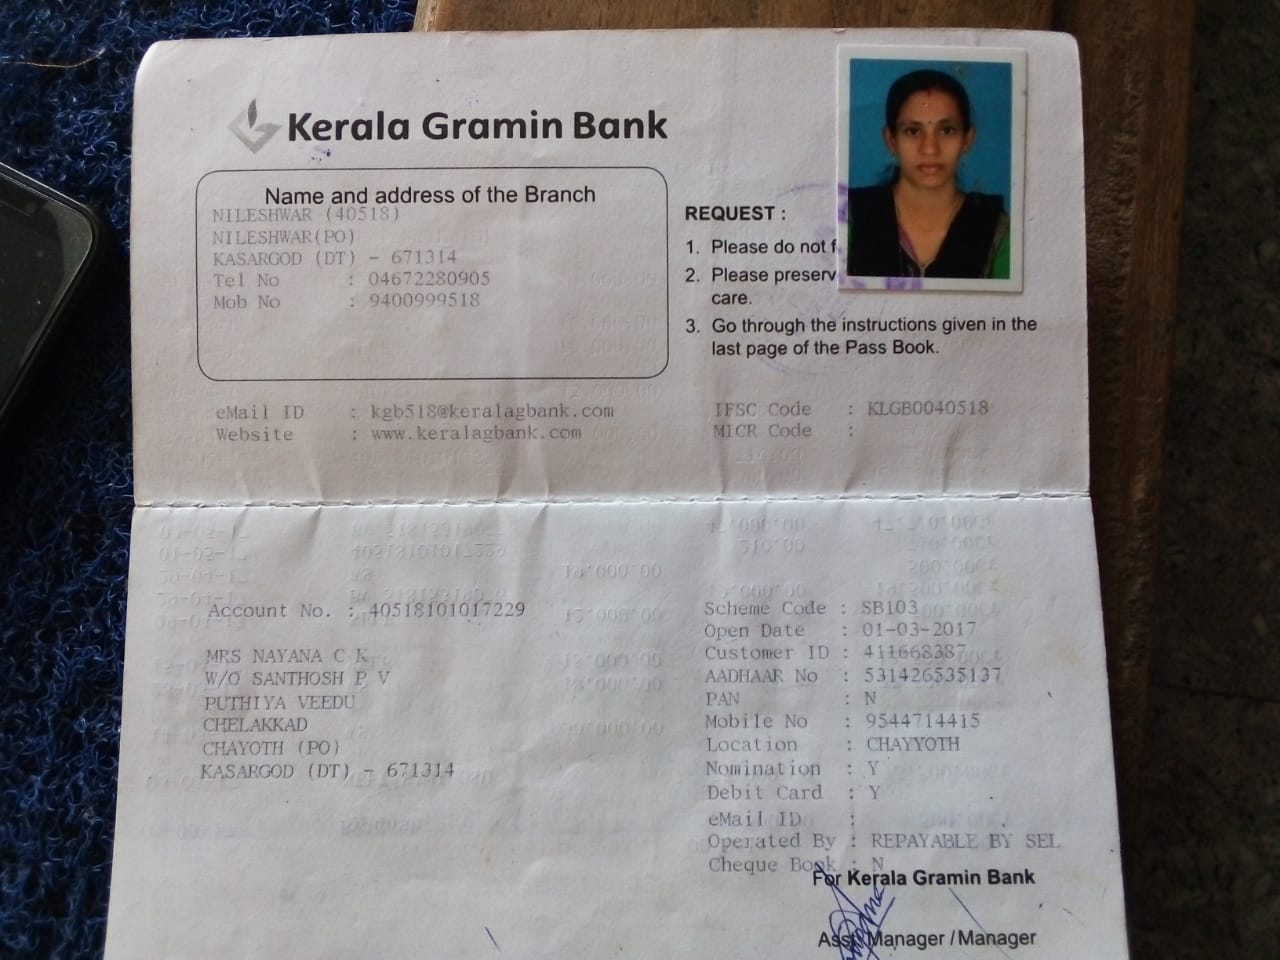 Kerala Gramin Bank
Name and address of the Branch
NILESHWAR (40518)
NILESHWAR(PO)
KASARGOD (DT) - 671314
Tel No : 04672280905
Mob No : 9400999518
REQUEST :
1. Please do not f
2. Please preserv
care.
3. Go through the instructions given in the
last page of the Pass Book.
eMail ID : kgb518@keralagbank.com
Website : www.keralagbank.com
IFSC Code : KLGB0040518
MICR Code :
Account No. : 40518101017229
MRS NAYANA C K
W/O SANTHOSH P V
PUTHIYA VEEDU
CHELAKKAD
CHAYOTH (PO)
KASARGOD (DT) - 671314
Scheme Code : SB103
Open Date : 01-03-2017
Customer ID : 411668387
AADHAAR No : 531426535137
PAN : N
Mobile No : 9544714415
Location : CHAYYOTH
Nomination : Y
Debit Card : Y
eMail ID :
Operated By : REPAYABLE BY SEL
Cheque Book : N
For Kerala Gramin Bank
Asst. Manager / Manager